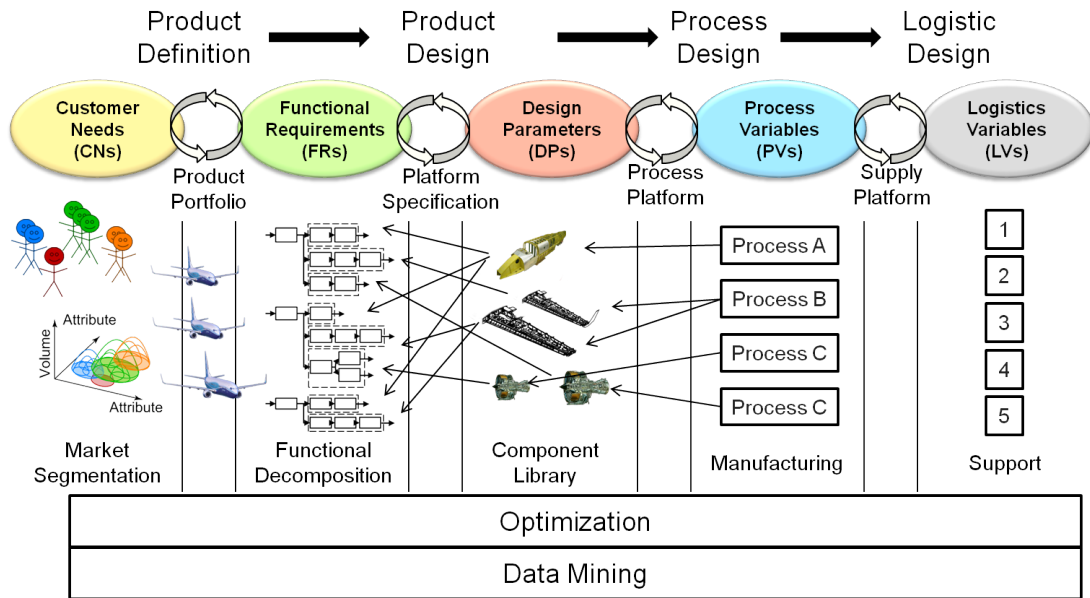 Product
Definition
Product
Design
Process
Design
Logistic
Design
Customer
Needs
(CNs)
Functional
Requirements
(FRs)
Design
Parameters
(DPs)
Process
Variables
(PVs)
Logistics
Variables
(LVs)
Product
Portfolio
Platform
Specification
Process
Platform
Supply
Platform
Process A
Process B
Process C
Process C
1
2
3
4
5
Attribute
Volume
Attribute
Market
Segmentation
Functional
Decomposition
Component
Library
Manufacturing
Support
Optimization
Data Mining